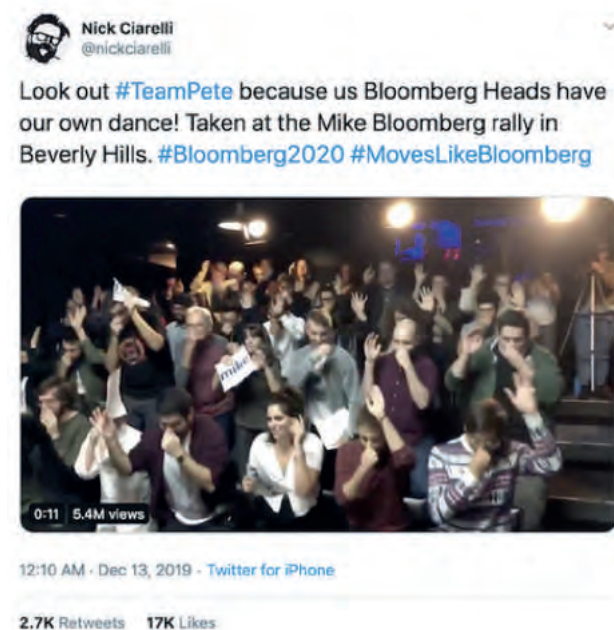 Nick Ciarelli
@nickciarelli
Look out #TeamPete because us Bloomberg Heads have
our own dance! Taken at the Mike Bloomberg rally in
Beverly Hills. #Bloomberg2020 #MovesLikeBloomberg
mike
0:11 5.4M views
12:10 AM · Dec 13, 2019 · Twitter for iPhone
2.7K Retweets 17K Likes